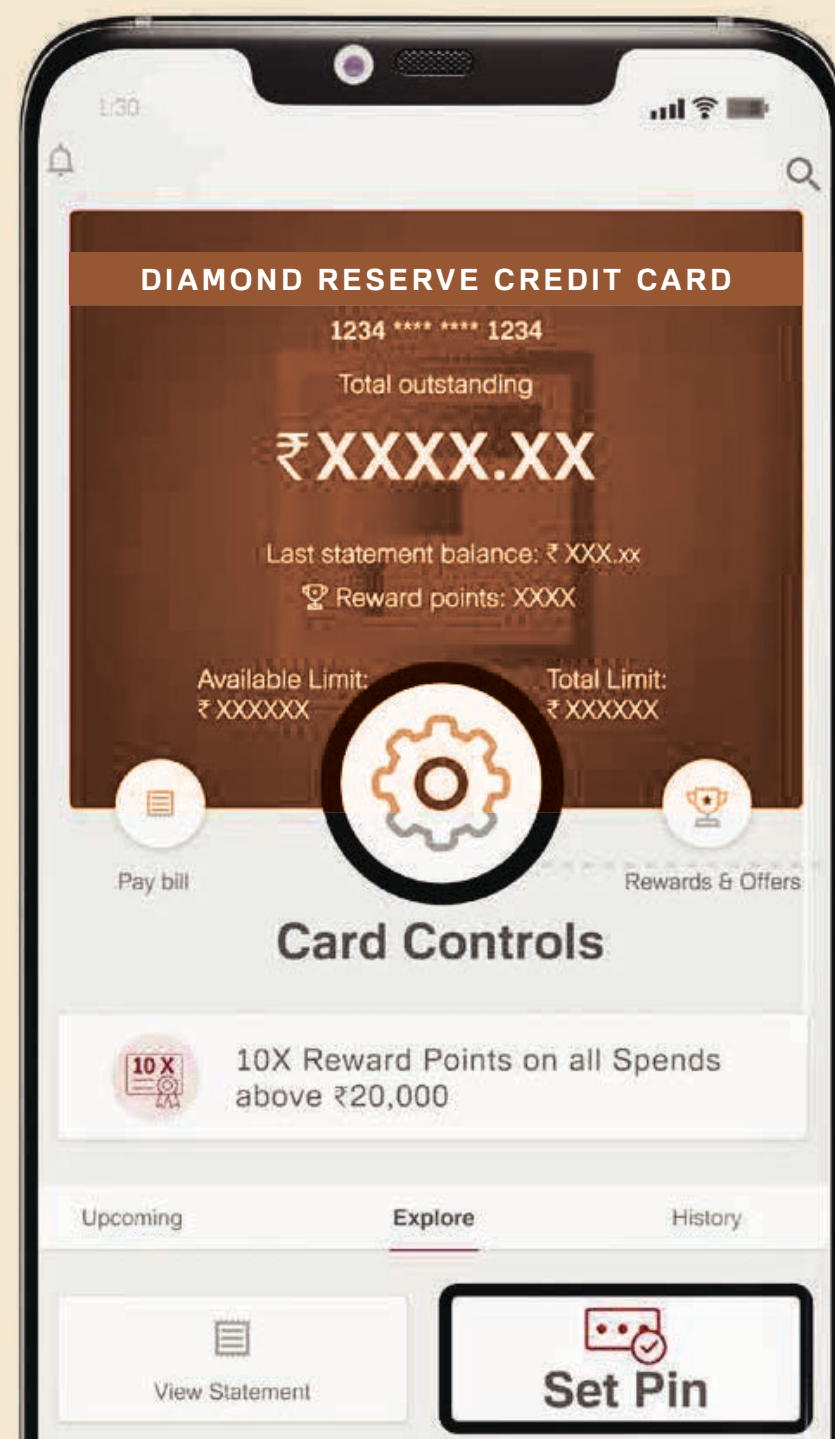 1:30
DIAMOND RESERVE CREDIT CARD
1234 **** **** 1234
Total outstanding
₹XXXX.XX
Last statement balance: ₹ XXX.xx
Reward points: XXXX
Available Limit:
₹ XXXXXX
Total Limit:
₹ XXXXXX
Pay bill
Rewards & Offers
Card Controls
10 X
10X Reward Points on all Spends
above ₹20,000
Upcoming
Explore
History
View Statement
Set Pin